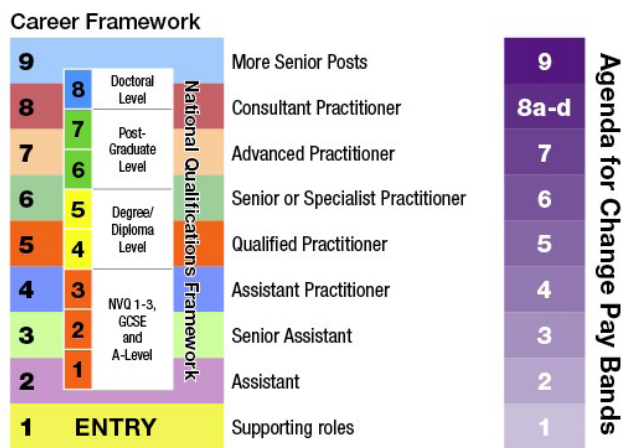 Career Framework
9
8
7
6
5
4
3
2
1 ENTRY
8
7
6
5
4
3
2
1
Doctoral
Level
Post-
Graduate
Level
Degree/
Diploma
Level
NVQ 1-3,
GCSE
and
A-Level
National Qualifications Framework
More Senior Posts
Consultant Practitioner
Advanced Practitioner
Senior or Specialist Practitioner
Qualified Practitioner
Assistant Practitioner
Senior Assistant
Assistant
Supporting roles
9
8a-d
7
6
5
4
3
2
1
Agenda for Change Pay Bands